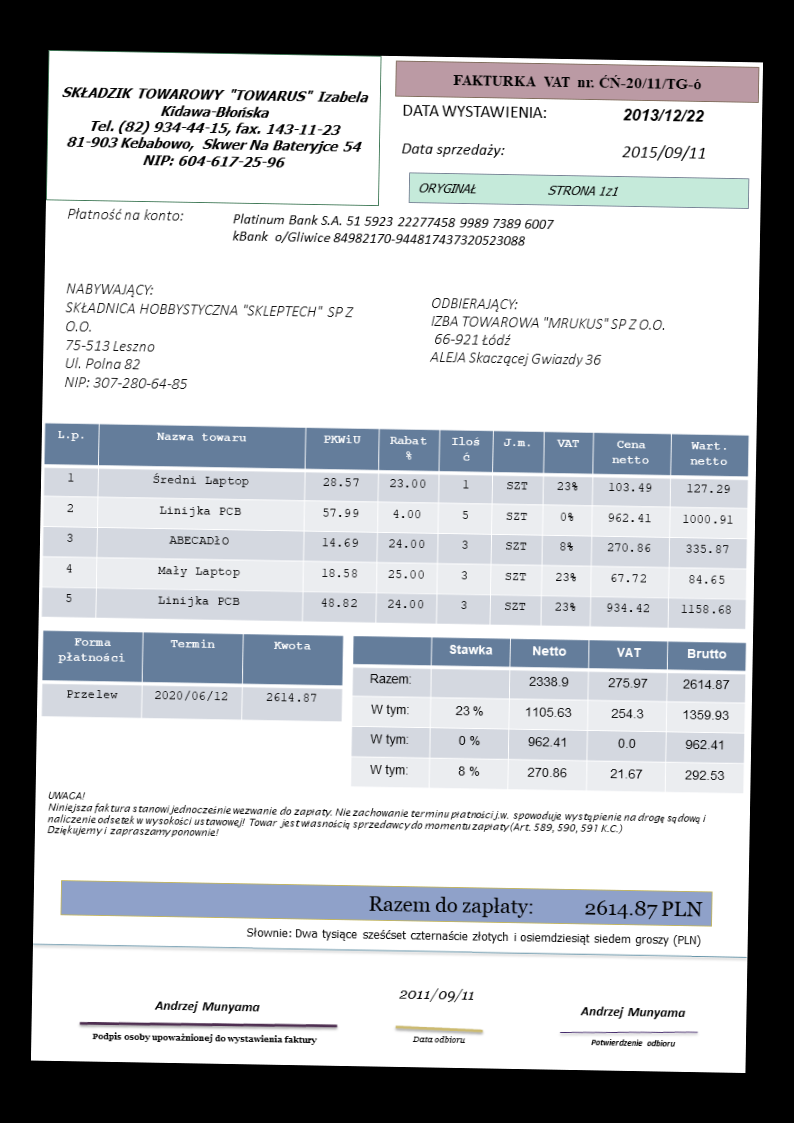 SKŁADZIK TOWAROWY "TOWARUS" Izabela
Kidawa-Błońska
Tel. (82) 934-44-15, fax. 143-11-23
81-903 Kebabowo, Skwer Na Bateryjce 54
NIP: 604-617-25-96
FAKTURKA VAT nr. ĆŃ-20/11/TG-ó
DATA WYSTAWIENIA: 2013/12/22
Data sprzedaży: 2015/09/11
ORYGINAŁ STRONA 1z1
Płatność na konto: Platinum Bank S.A. 51 5923 22277458 9989 7389 6007
kBank o/Gliwice 84982170-944817437320523088
NABYWAJĄCY:
SKŁADNICA HOBBYSTYCZNA "SKLEPTECH" SP Z
O.O.
75-513 Leszno
Ul. Polna 82
NIP: 307-280-64-85
ODBIERAJĄCY:
IZBA TOWAROWA "MRUKUS" SP Z O.O.
66-921 Łódź
ALEJA Skaczącej Gwiazdy 36
L.p. Nazwa towaru PKWiU Rabat Iloś J.m. VAT Cena Wart.
% ć netto netto
1 Średni Laptop 28.57 23.00 1 SZT 23% 103.49 127.29
2 Linijka PCB 57.99 4.00 5 SZT 0% 962.41 1000.91
3 ABECADŁO 14.69 24.00 3 SZT 8% 270.86 335.87
4 Mały Laptop 18.58 25.00 3 SZT 23% 67.72 84.65
5 Linijka PCB 48.82 24.00 3 SZT 23% 934.42 1158.68
Forma Termin Kwota
płatności
Przelew 2020/06/12 2614.87
Stawka Netto VAT Brutto
Razem: 2338.9 275.97 2614.87
W tym: 23 % 1105.63 254.3 1359.93
W tym: 0 % 962.41 0.0 962.41
W tym: 8 % 270.86 21.67 292.53
UWAGA!
Niniejsza faktura stanowi jednocześnie wezwanie do zapłaty. Nie zachowanie terminu płatności j.w. spowoduje wystąpienie na drogę sądową i
naliczenie odsetek w wysokości ustawowej! Towar jest własnością sprzedawcy do momentu zapłaty (Art. 589, 590, 591 K.C.)
Dziękujemy i zapraszamy ponownie!
Razem do zapłaty: 2614.87 PLN
Słownie: Dwa tysiące sześćset czternaście złotych i osiemdziesiąt siedem groszy (PLN)
Andrzej Munyama
Podpis osoby upoważnionej do wystawienia faktury
2011/09/11
Data odbioru
Andrzej Munyama
Potwierdzenie odbioru